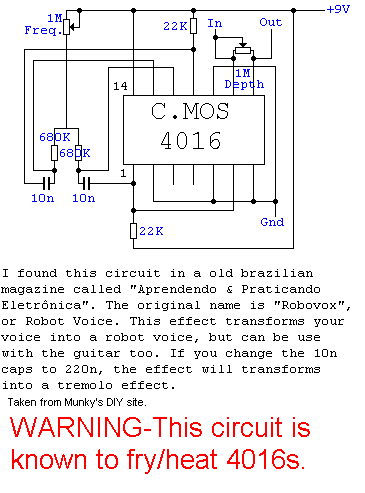 +9V
1M
Freq.
22K
In
Out
14
1M
Depth
C.MOS
4016
680K
680K
1
10n
10n
Gnd
22K
I found this circuit in a old brazilian
magazine called "Aprendendo & Praticando
Eletrônica". The original name is "Robovox",
or Robot Voice. This effect transforms your
voice into a robot voice, but can be use
with the guitar too. If you change the 10n
caps to 220n, the effect will transforms
into a tremolo effect.
Taken from Munky's DIY site.
WARNING-This circuit is
known to fry/heat 4016s.